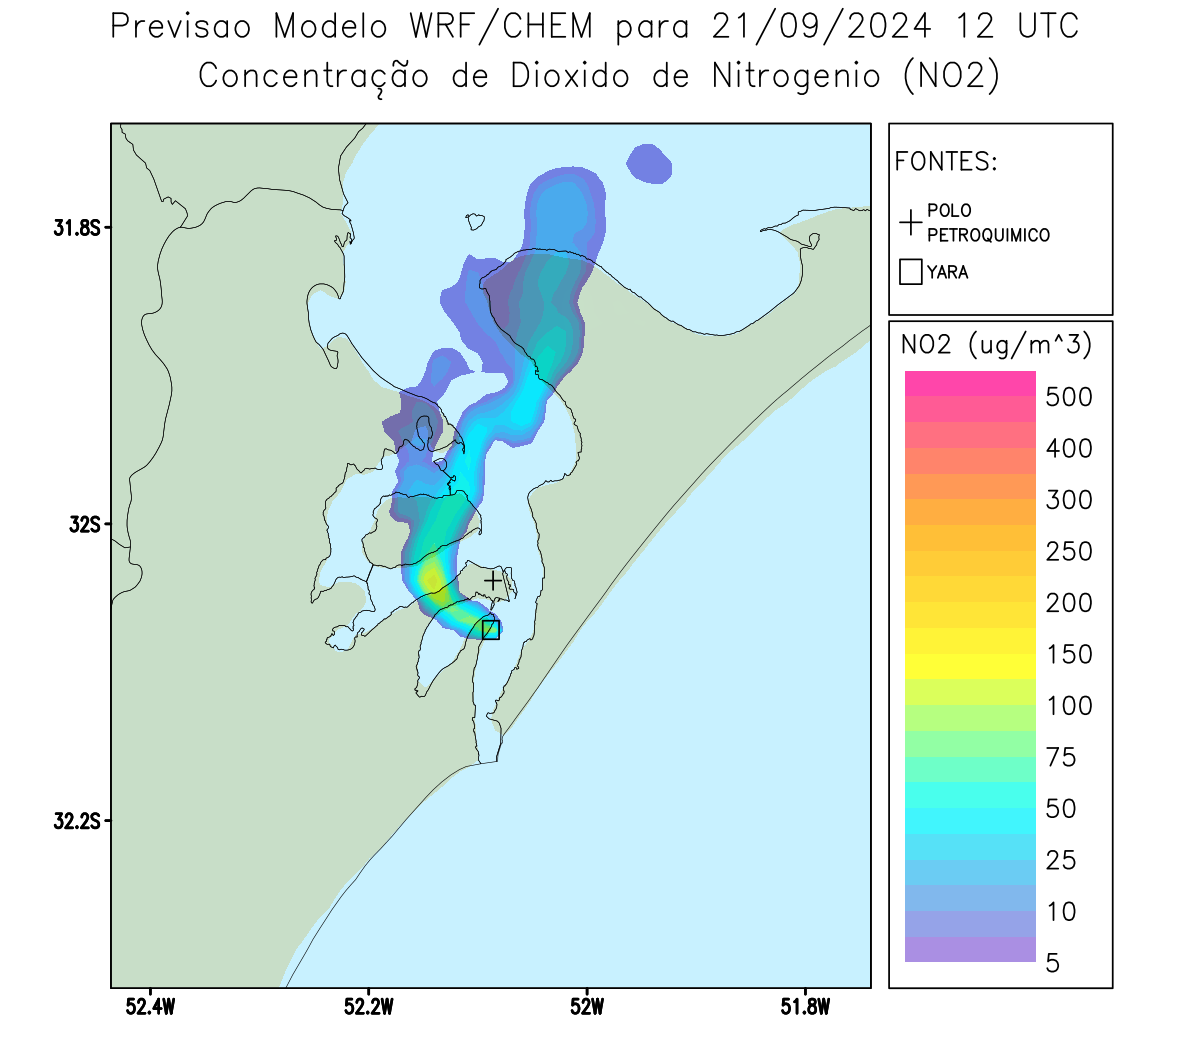 Previsao Modelo WRF/CHEM para 21/09/2024 12 UTC
Concentração de Dioxido de Nitrogenio (NO2)
FONTES:
POLO
PETROQUIMICO
YARA
NO2 (ug/m^3)
500
400
300
250
200
150
100
75
50
25
10
5
31.8S
32S
32.2S
52.4W
52.2W
52W
51.8W